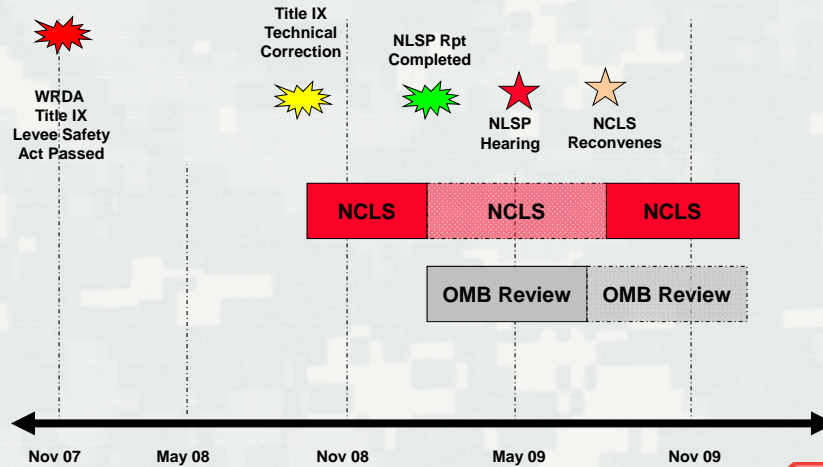 Title IX
Technical
Correction
NLSP Rpt
Completed
WRDA
Title IX
Levee Safety
Act Passed
NLSP
Hearing
NCLS
Reconvenes
NCLS
NCLS
NCLS
OMB Review
OMB Review
Nov 07
May 08
Nov 08
May 09
Nov 09